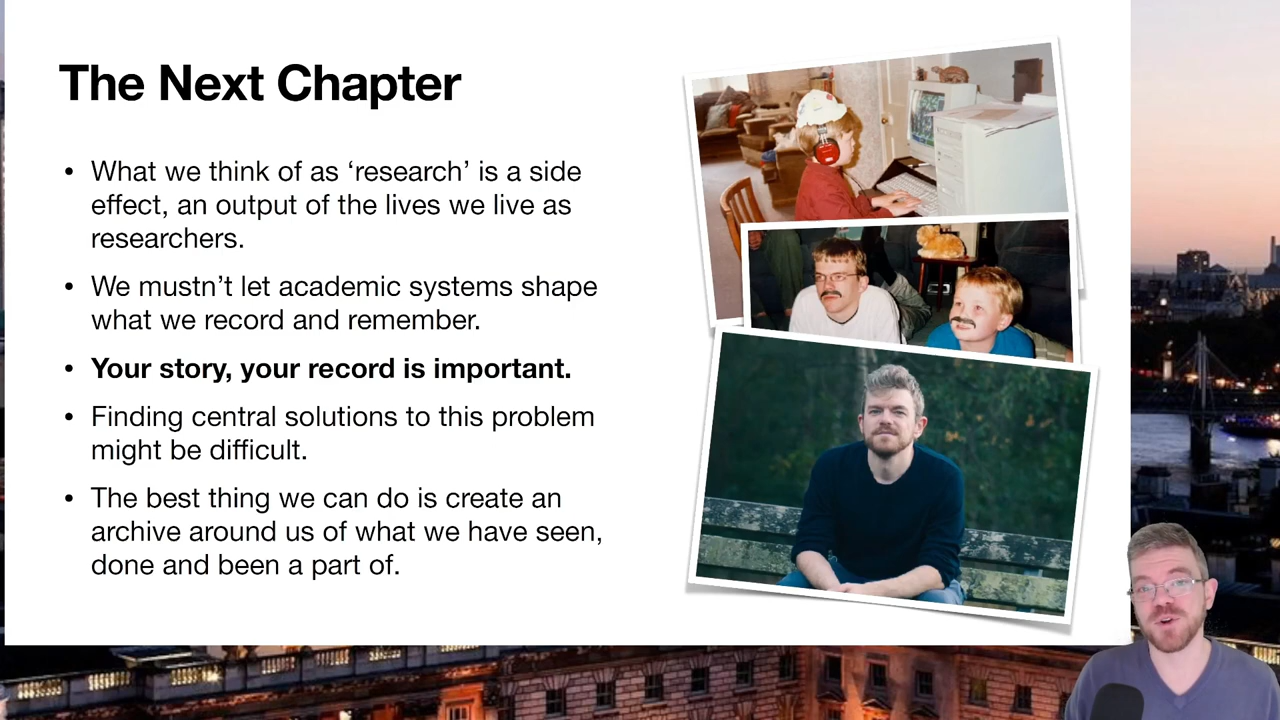 The Next Chapter
• What we think of as ‘research’ is a side
effect, an output of the lives we live as
researchers.
• We mustn’t let academic systems shape
what we record and remember.
• Your story, your record is important.
• Finding central solutions to this problem
might be difficult.
• The best thing we can do is create an
archive around us of what we have seen,
done and been a part of.